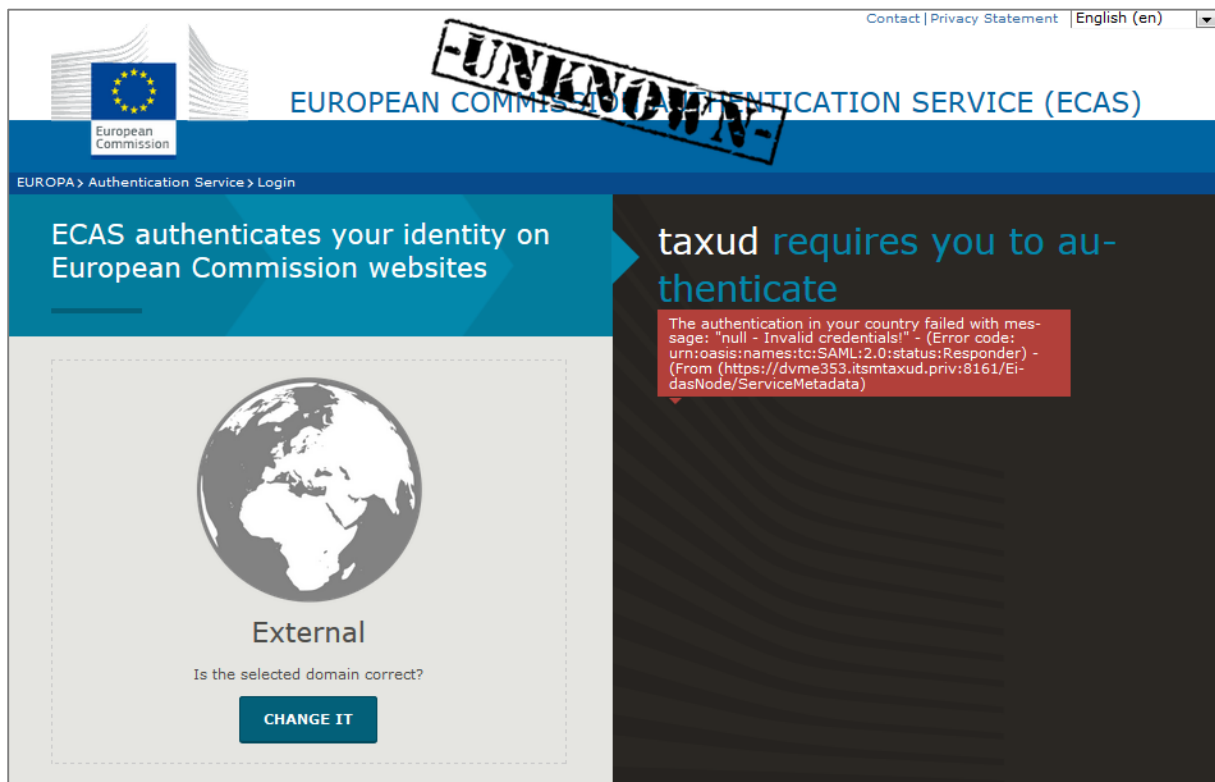 Contact | Privacy Statement English (en)
-UNKNOWN-
EUROPEAN COMMISSION AUTHENTICATION SERVICE (ECAS)
European
Commission
EUROPA > Authentication Service > Login
ECAS authenticates your identity on
European Commission websites
taxud requires you to au-
thenticate
The authentication in your country failed with mes-
sage: "null - Invalid credentials!" - (Error code:
urn:oasis:names:tc:SAML:2.0:status:Responder) -
(From (https://dvme353.itsmtaxud.priv:8161/Ei-
dasNode/ServiceMetadata)
External
Is the selected domain correct?
CHANGE IT